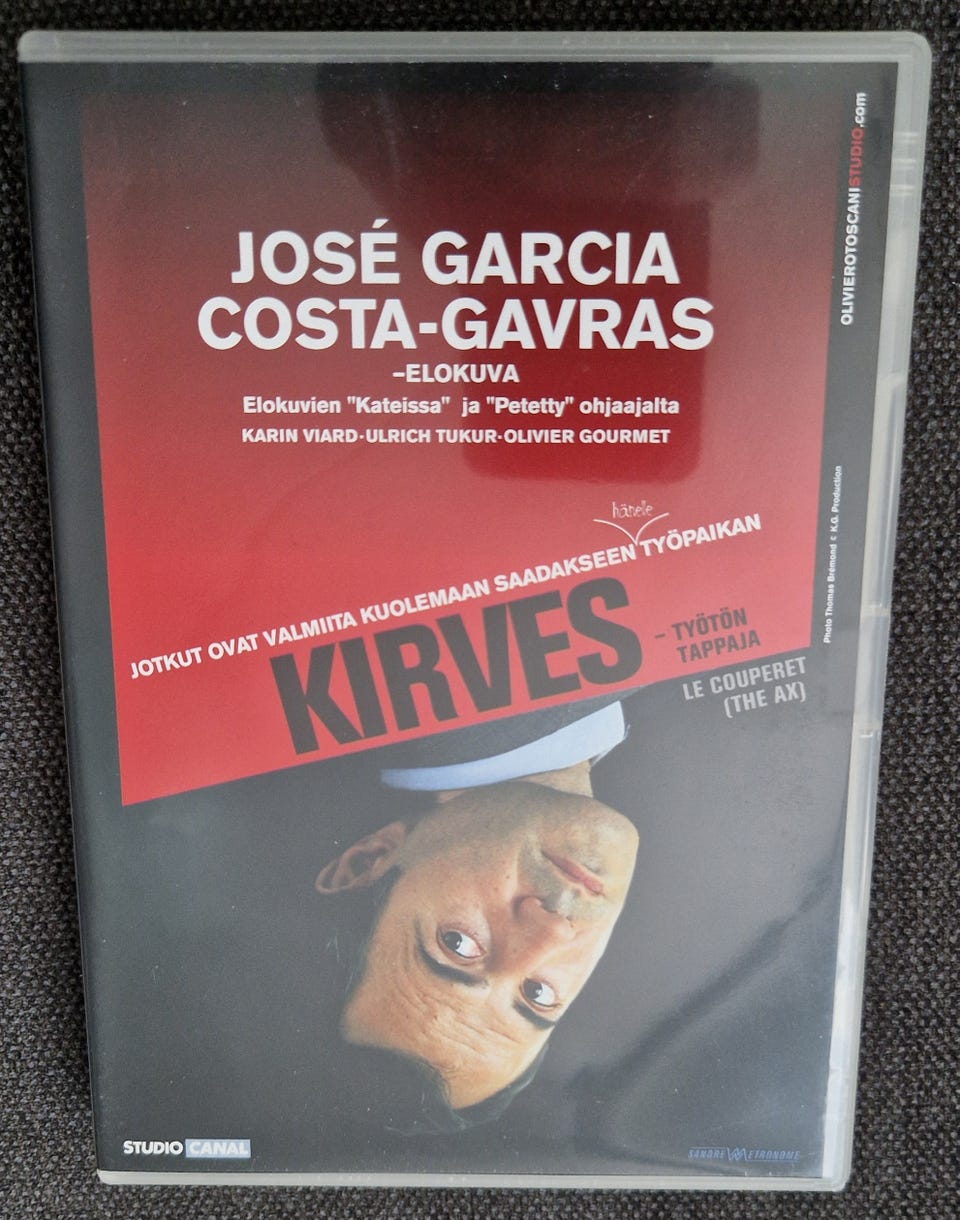 JOSÉ GARCIA
COSTA-GAVRAS
–ELOKUVA
Elokuvien "Kateissa" ja "Petetty" ohjaajalta
KARIN VIARD·ULRICH TUKUR·OLIVIER GOURMET
hänelle
JOTKUT OVAT VALMIITA KUOLEMAAN SAADAKSEEN TYÖPAIKAN
KIRVES
– TYÖTÖN
TAPPAJA
LE COUPERET
(THE AX)
OLIVIEROTOSCANISTUDIO.com
Photo Thomas Brémond c K.G. Production
STUDIO CANAL
SANDREW METRONOME